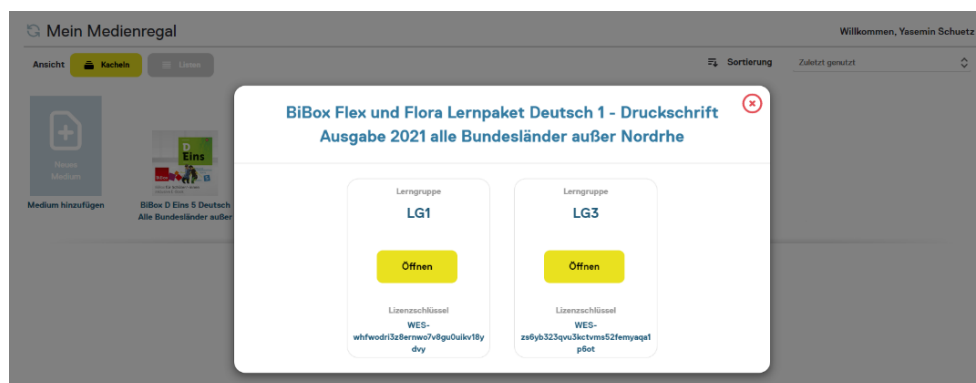 Mein Medienregal
Willkommen, Yasemin Schuetz
Ansicht
Kacheln
Listen
Sortierung
Zuletzt genutzt
BiBox Flex und Flora Lernpaket Deutsch 1 - Druckschrift
Ausgabe 2021 alle Bundesländer außer Nordrhe
Neues
Medium
Medium hinzufügen
D
Eins
BiBox D Eins 5 Deutsch
Alle Bundesländer außer
Lerngruppe
LG1
Öffnen
Lizenzschlüssel
WES-
whfwodri3z8ernwo7v8gu0uikv18y
dvy
Lerngruppe
LG3
Öffnen
Lizenzschlüssel
WES-
zs6yb323qvu3kctvms52femyaqa1
p6ot